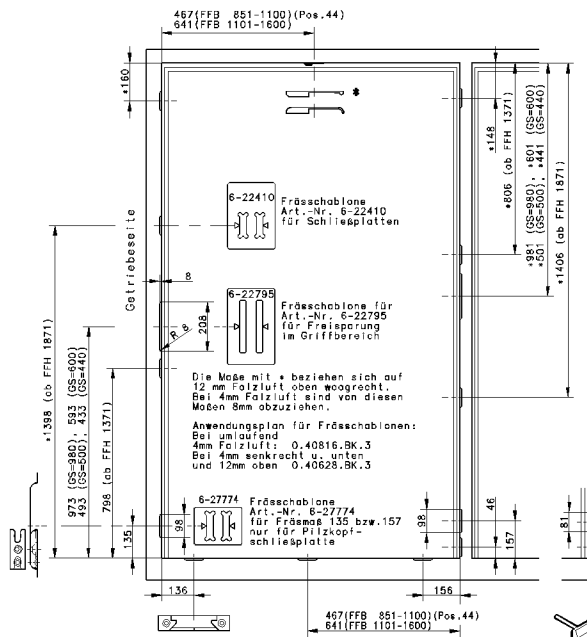 467(FFB 851-1100)(Pos.44)
641(FFB 1101-1600)
*160
*
*148
*806 (ab FFH 1371)
*981 (GS=980); *601 (GS=600)
*501 (GS=500); *441 (GS=440)
*1406 (ab FFH 1871)
6-22410
Frässchablone
Art.-Nr. 6-22410
für Schließplatten
Getriebeseite
8
6-22795
Frässchablone für
Art.-Nr. 6-22795
für Freisparung
im Griffbereich
208
R 8
Die Maße mit * beziehen sich auf
12 mm Falzluft oben waagrecht.
Bei 4mm Falzluft sind von diesen
Maßen 8mm abzuziehen.
Anwendungsplan für Frässchablonen:
Bei umlaufend
4mm Falzluft: 0.40816.BK.3
Bei 4mm senkrecht u. unten
und 12mm oben 0.40628.BK.3
*1398 (ab FFH 1871)
973 (GS=980), 593 (GS=600)
493 (GS=500), 433 (GS=440)
798 (ab FFH 1371)
6-27774
Frässchablone
Art.-Nr. 6-27774
für Fräsmaß 135 bzw.157
nur für Pilzkopf-
schließplatte
98
98
135
46
157
81
136
156
467(FFB 851-1100)(Pos.44)
641(FFB 1101-1600)